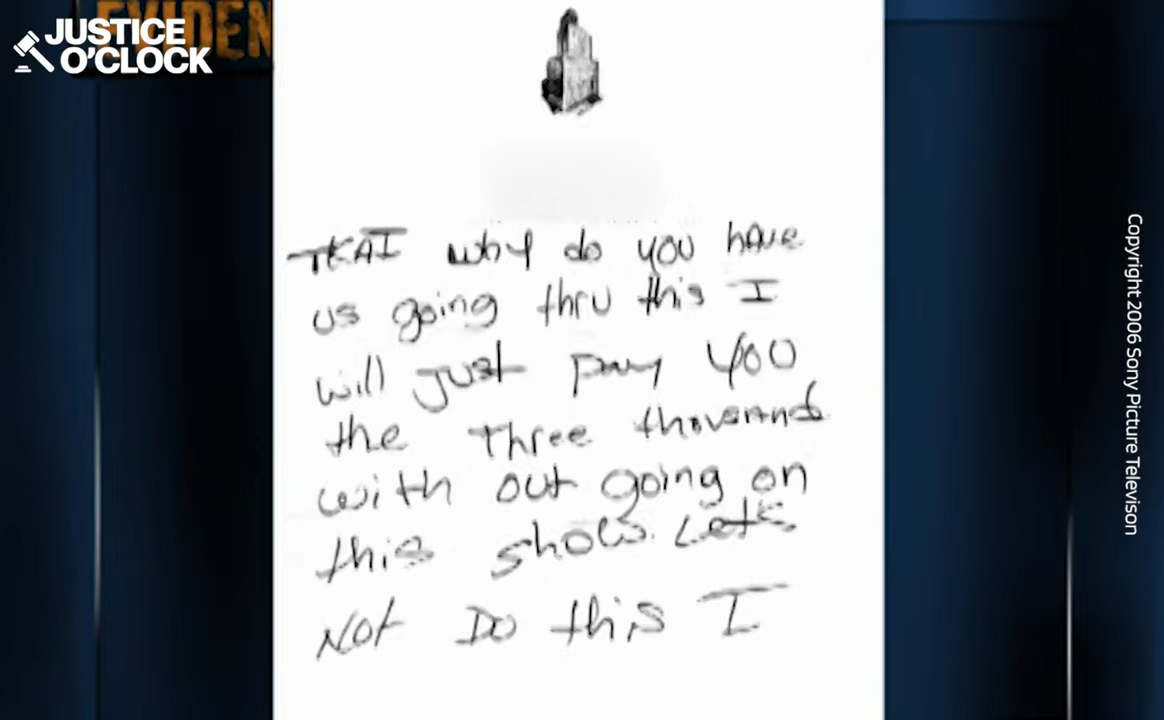 EVIDEN
JUSTICE
O'CLOCK
TKAI why do you have
us going thru this I
will just pay you
the three thousand
with out going on
this show. Let's
Not Do this I
Copyright 2006 Sony Picture Televison